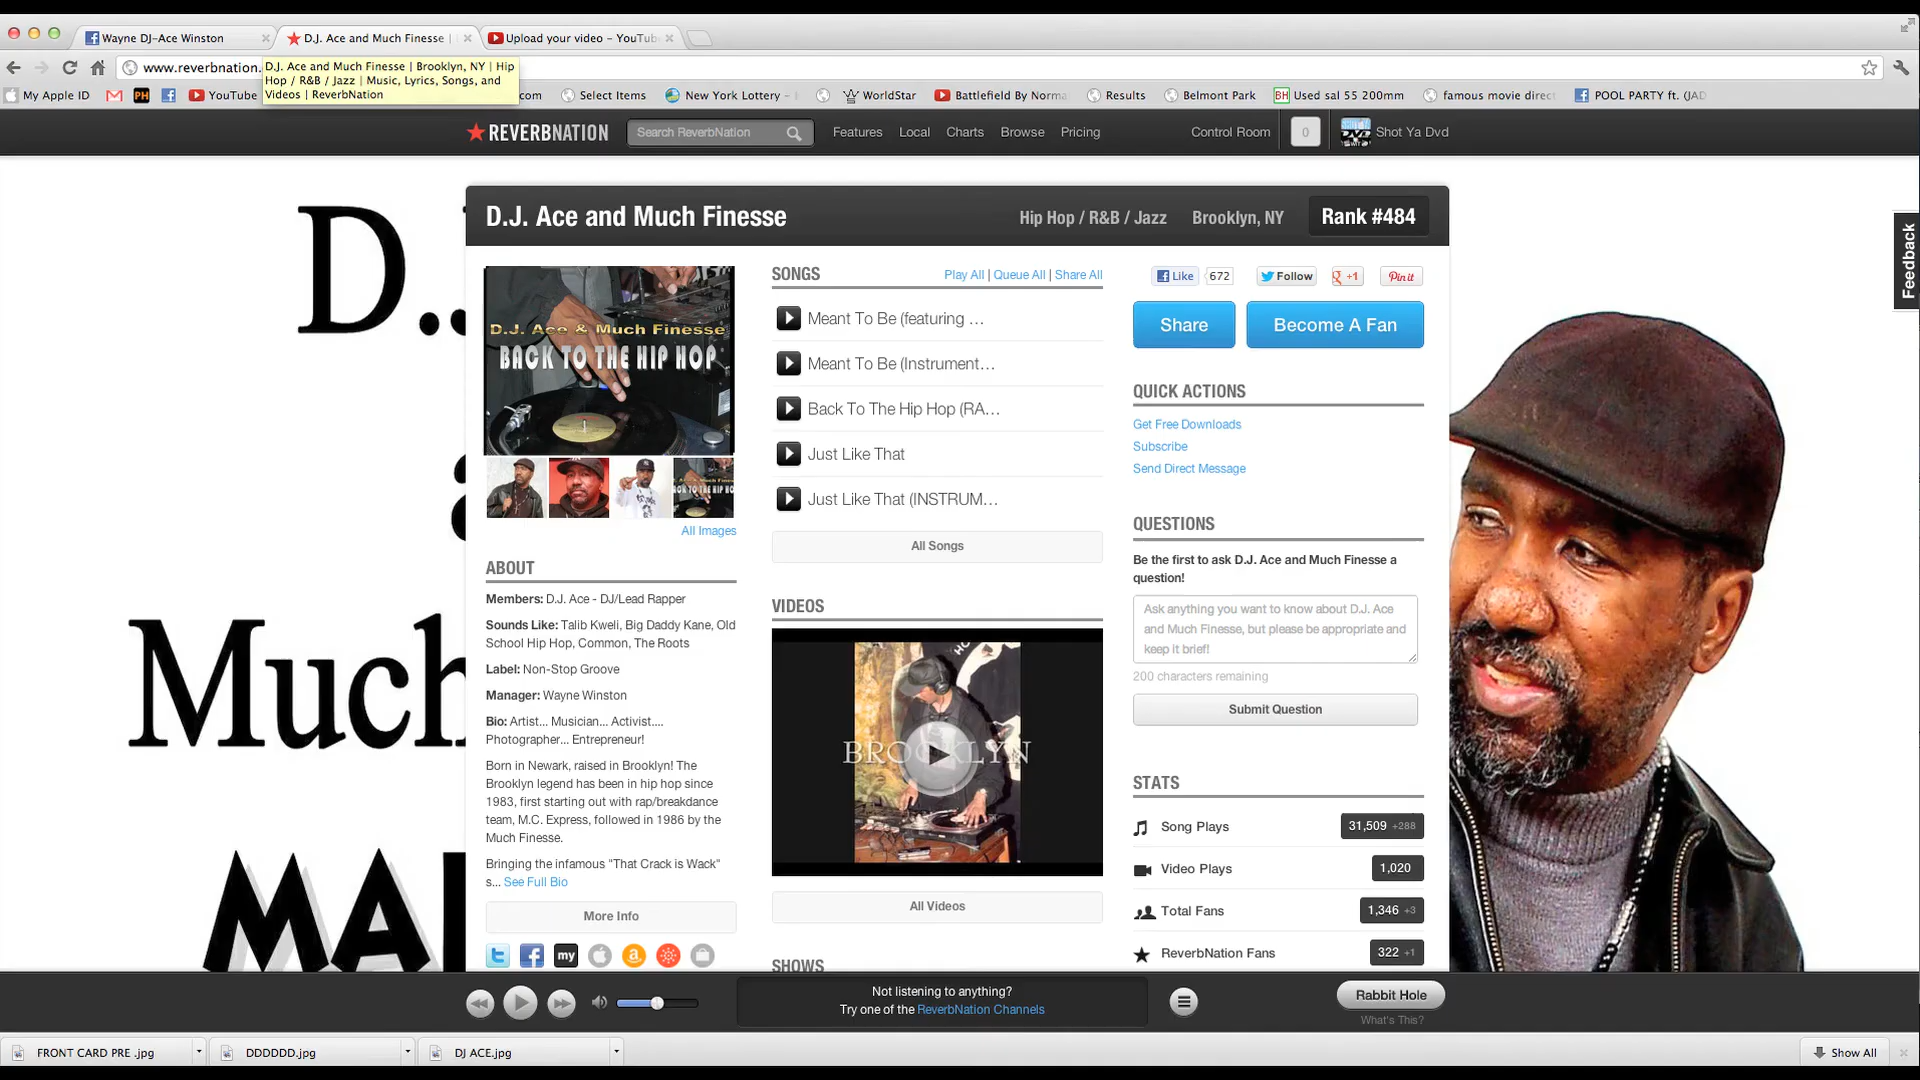 Wayne DJ-Ace Winston
D.J. Ace and Much Finesse |
Upload your video - YouTub
www.reverbnation.
D.J. Ace and Much Finesse | Brooklyn, NY | Hip
Hop / R&B / Jazz | Music, Lyrics, Songs, and
Videos | ReverbNation
My Apple ID
PH
YouTube
com
Select Items
New York Lottery -
WorldStar
Battlefield By Norma
Results
Belmont Park
BH
Used sal 55 200mm
famous movie direct
POOL PARTY ft. (JAD
REVERBNATION
Search ReverbNation
Features
Local
Charts
Browse
Pricing
Control Room
0
Shot Ya Dvd
D.J. Ace and Much Finesse
Hip Hop / R&B / Jazz
Brooklyn, NY
Rank #484
Feedback
D..
Much
MA
D.J. Ace & Much Finesse
BACK TO THE HIP HOP
All Images
ABOUT
Members: D.J. Ace - DJ/Lead Rapper
Sounds Like: Talib Kweli, Big Daddy Kane, Old
School Hip Hop, Common, The Roots
Label: Non-Stop Groove
Manager: Wayne Winston
Bio: Artist... Musician... Activist....
Photographer... Entrepreneur!
Born in Newark, raised in Brooklyn! The
Brooklyn legend has been in hip hop since
1983, first starting out with rap/breakdance
team, M.C. Express, followed in 1986 by the
Much Finesse.
Bringing the infamous "That Crack is Wack"
s... See Full Bio
More Info
my
SONGS
Play All | Queue All | Share All
Meant To Be (featuring ...
Meant To Be (Instrument...
Back To The Hip Hop (RA...
Just Like That
Just Like That (INSTRUM...
All Songs
VIDEOS
BROOKLYN
All Videos
SHOWS
Like
672
Follow
+1
Pin it
Share
Become A Fan
QUICK ACTIONS
Get Free Downloads
Subscribe
Send Direct Message
QUESTIONS
Be the first to ask D.J. Ace and Much Finesse a
question!
Ask anything you want to know about D.J. Ace
and Much Finesse, but please be appropriate and
keep it brief!
200 characters remaining
Submit Question
STATS
Song Plays
31,509 +288
Video Plays
1,020
Total Fans
1,346 +3
ReverbNation Fans
322 +1
Not listening to anything?
Try one of the ReverbNation Channels
Rabbit Hole
What's This?
FRONT CARD PRE .jpg
DDDDDD.jpg
DJ ACE.jpg
Show All